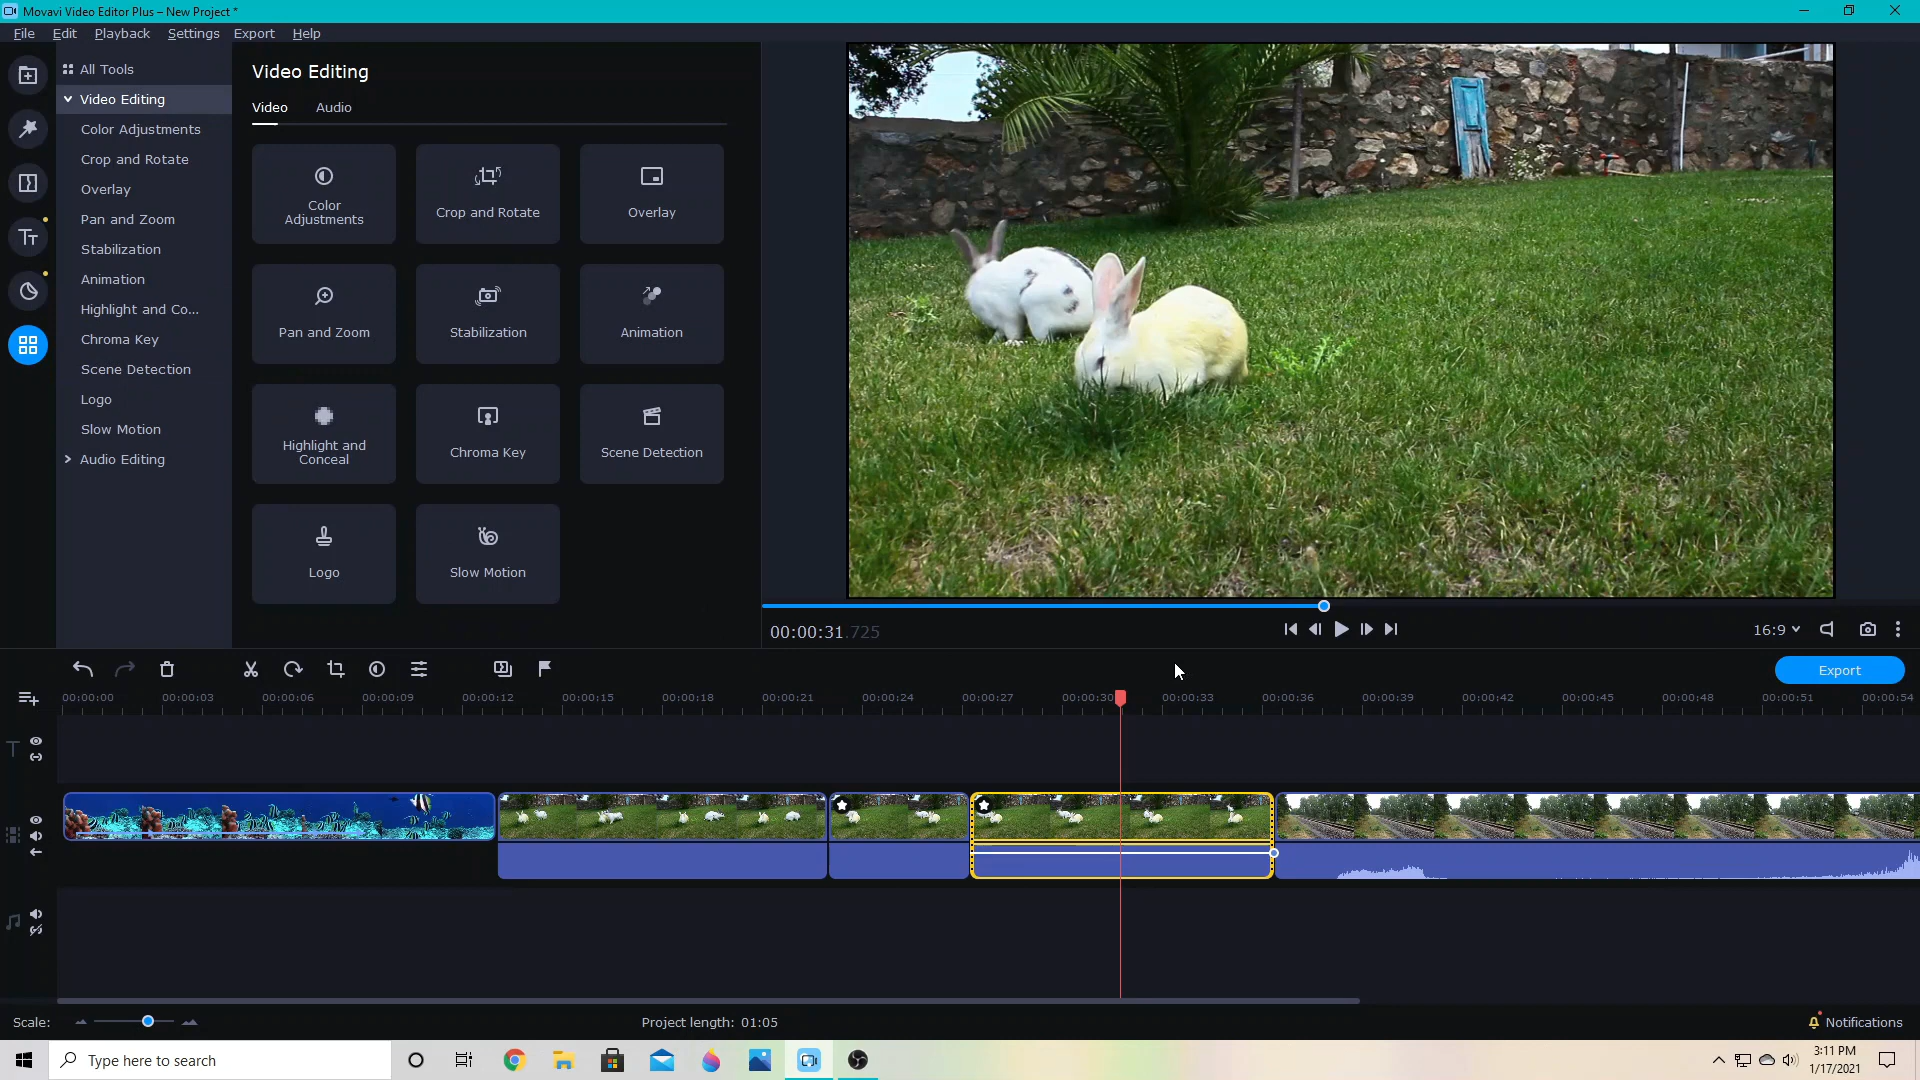 Movavi Video Editor Plus – New Project *
File Edit Playback Settings Export Help
All Tools
Video Editing
Color Adjustments
Crop and Rotate
Overlay
Pan and Zoom
Stabilization
Animation
Highlight and Co...
Chroma Key
Scene Detection
Logo
Slow Motion
Audio Editing
Video Editing
Video Audio
Color
Adjustments
Crop and Rotate
Overlay
Pan and Zoom
Stabilization
Animation
Highlight and
Conceal
Chroma Key
Scene Detection
Logo
Slow Motion
00:00:31.725
16:9
Export
00:00:00 00:00:03 00:00:06 00:00:09 00:00:12 00:00:15 00:00:18 00:00:21 00:00:24 00:00:27 00:00:30 00:00:33 00:00:36 00:00:39 00:00:42 00:00:45 00:00:48 00:00:51 00:00:54
Scale:
Project length: 01:05
Notifications
Type here to search
3:11 PM
1/17/2021